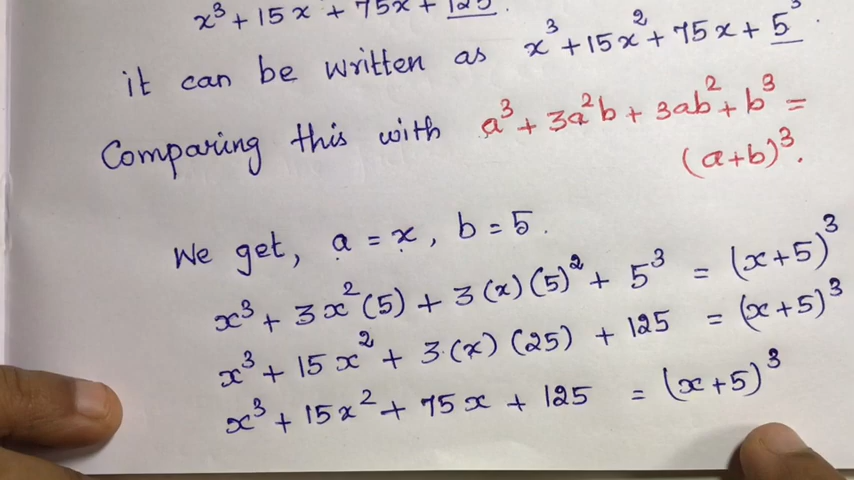 x³ + 15x + 75x + 125.
it can be written as x³ + 15x² + 75x + 5³.
Comparing this with a³ + 3a²b + 3ab² + b³ =
(a+b)³.
We get, a = x, b = 5.
x³ + 3x²(5) + 3(x)(5)² + 5³ = (x+5)³
x³ + 15x² + 3.(x)(25) + 125 = (x+5)³
x³ + 15x² + 75x + 125 = (x+5)³